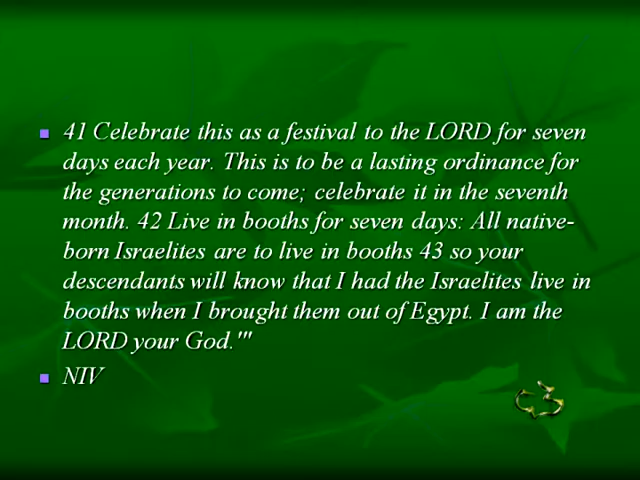 41 Celebrate this as a festival to the LORD for seven
days each year. This is to be a lasting ordinance for
the generations to come; celebrate it in the seventh
month. 42 Live in booths for seven days: All native-
born Israelites are to live in booths 43 so your
descendants will know that I had the Israelites live in
booths when I brought them out of Egypt. I am the
LORD your God.'"
NIV